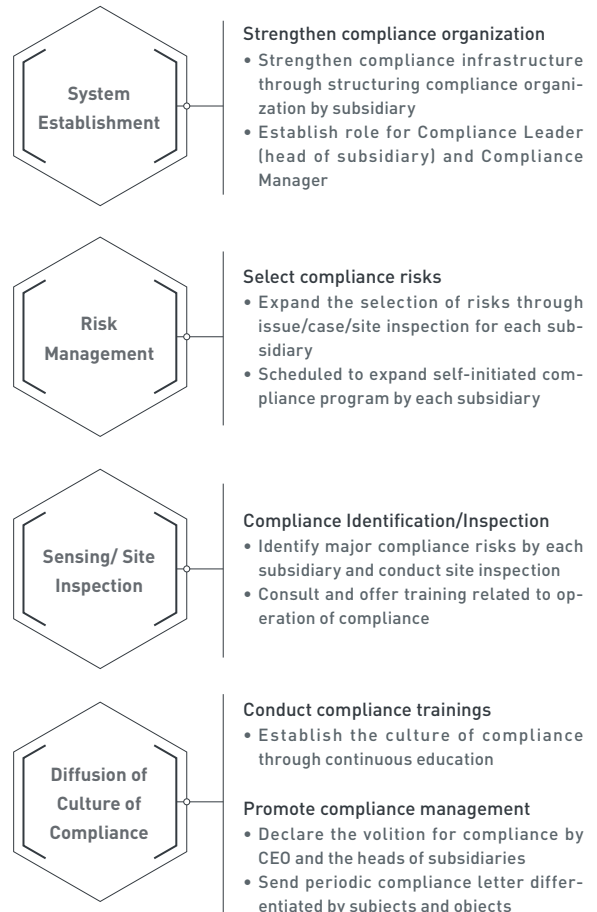 System
Establishment
Strengthen compliance organization
• Strengthen compliance infrastructure
through structuring compliance organi-
zation by subsidiary
• Establish role for Compliance Leader
(head of subsidiary) and Compliance
Manager
Risk
Management
Select compliance risks
• Expand the selection of risks through
issue/case/site inspection for each sub-
sidiary
• Scheduled to expand self-initiated com-
pliance program by each subsidiary
Sensing/ Site
Inspection
Compliance Identification/Inspection
• Identify major compliance risks by each
subsidiary and conduct site inspection
• Consult and offer training related to op-
eration of compliance
Diffusion of
Culture of
Compliance
Conduct compliance trainings
• Establish the culture of compliance
through continuous education
Promote compliance management
• Declare the volition for compliance by
CEO and the heads of subsidiaries
• Send periodic compliance letter differ-
entiated by subjects and objects